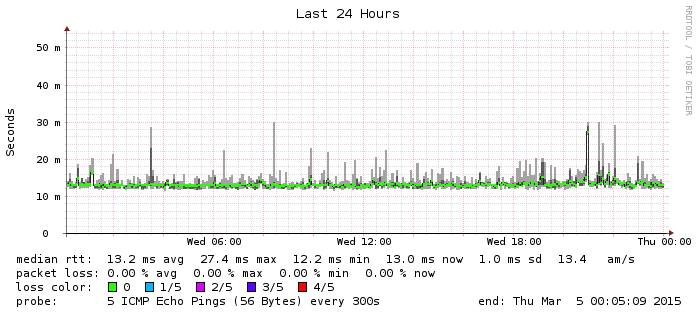 Last 24 Hours
RRDTOOL / TOBI OETIKER
Seconds
50 m
40 m
30 m
20 m
10 m
0
Wed 06:00 Wed 12:00 Wed 18:00 Thu 00:00
median rtt: 13.2 ms avg 27.4 ms max 12.2 ms min 13.0 ms now 1.0 ms sd 13.4 am/s
packet loss: 0.00 % avg 0.00 % max 0.00 % min 0.00 % now
loss color: 0 1/5 2/5 3/5 4/5
probe: 5 ICMP Echo Pings (56 Bytes) every 300s end: Thu Mar 5 00:05:09 2015